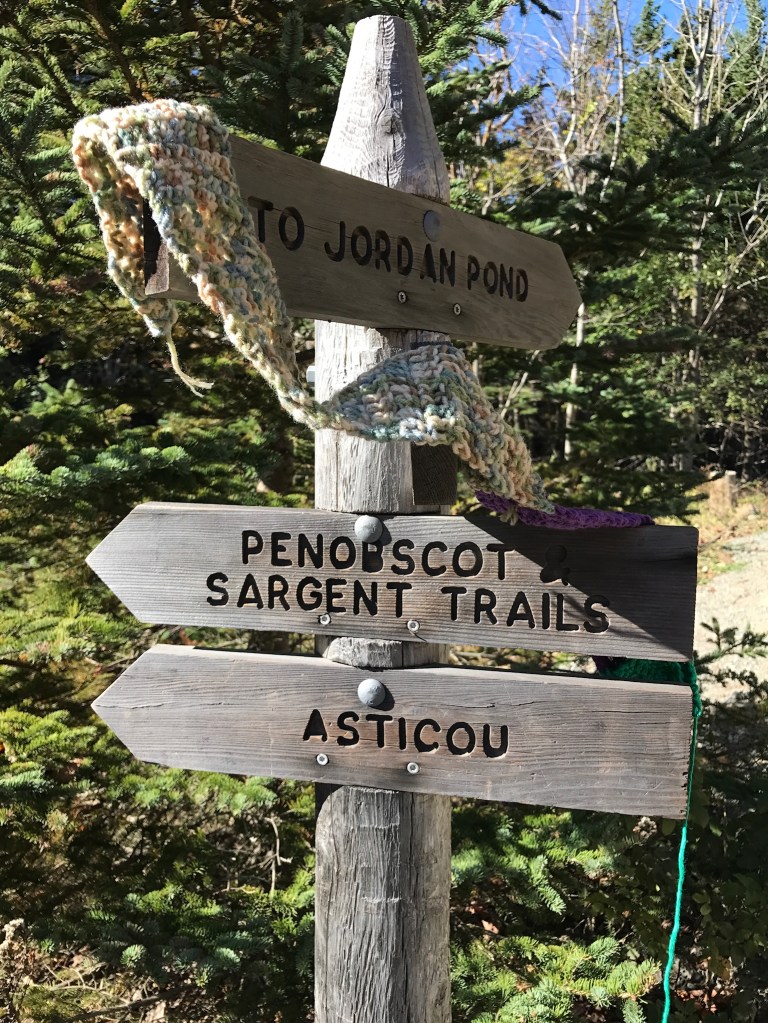 TO JORDAN POND
PENOBSCOT &
SARGENT TRAILS
ASTICOU